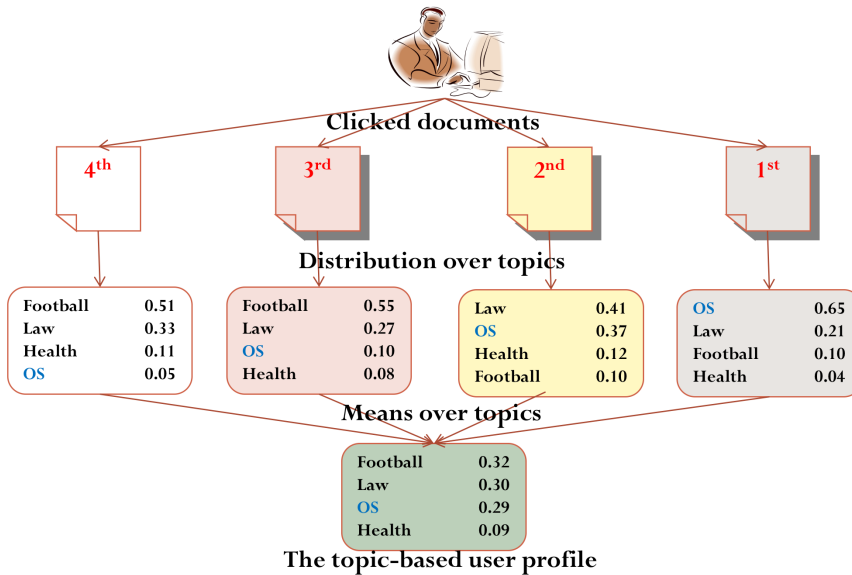 Clicked documents
4th
3rd
2nd
1st
Distribution over topics
Football 0.51
Law 0.33
Health 0.11
OS 0.05
Football 0.55
Law 0.27
OS 0.10
Health 0.08
Law 0.41
OS 0.37
Health 0.12
Football 0.10
OS 0.65
Law 0.21
Football 0.10
Health 0.04
Means over topics
Football 0.32
Law 0.30
OS 0.29
Health 0.09
The topic-based user profile